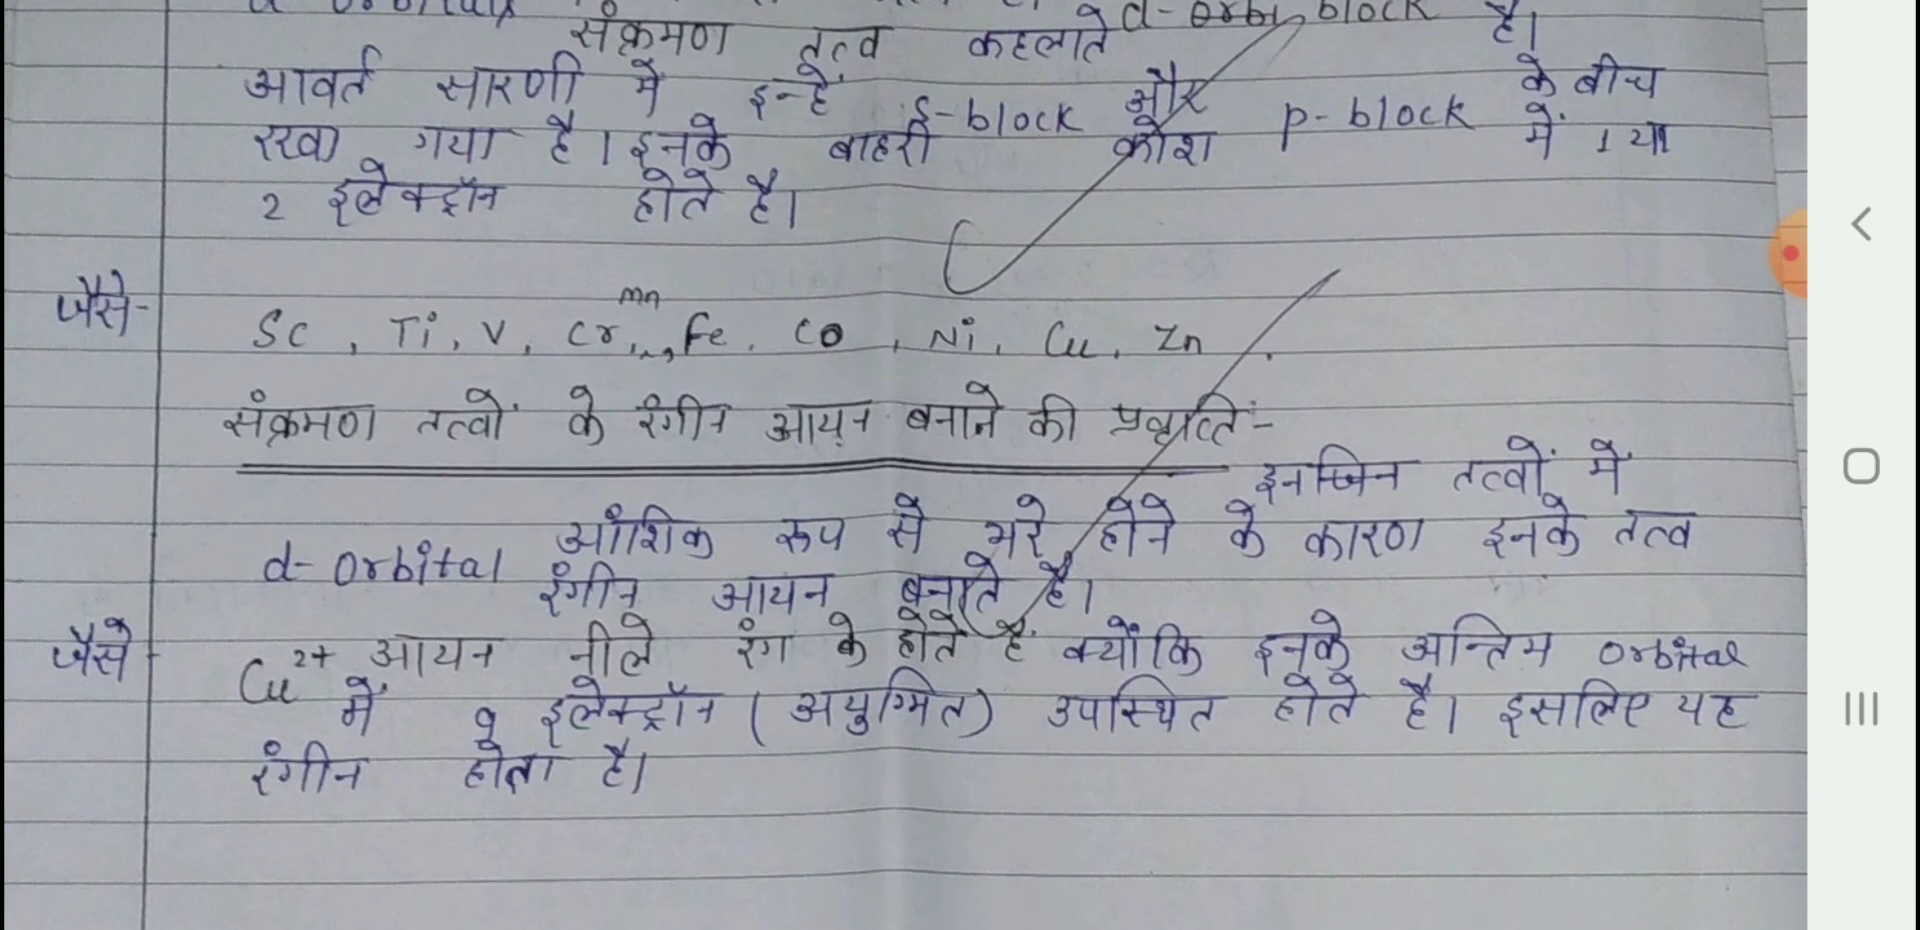 संक्रमण तत्व कहलाते है।
आवर्त सारणी में इन्हें s-block और p-block के बीच
रखा गया है। इनके बाहरी कोश में 1 या
2 इलेक्ट्रॉन होते है।
जैसे- Sc, Ti, V, Cr, Mn, Fe, Co, Ni, Cu, Zn.
संक्रमण तत्वों के रंगीन आयन बनाने की प्रवृत्ति:-
तत्वों में
d-orbital आंशिक रूप से भरे होने के कारण इनके तत्व
रंगीन आयन बनाते है।
जैसे Cu²⁺ आयन नीले रंग के होते हैं क्योंकि इनके अन्तिम orbital
में 9 इलेक्ट्रॉन (अयुग्मित) उपस्थित होते है। इसलिए यह
रंगीन होता है।